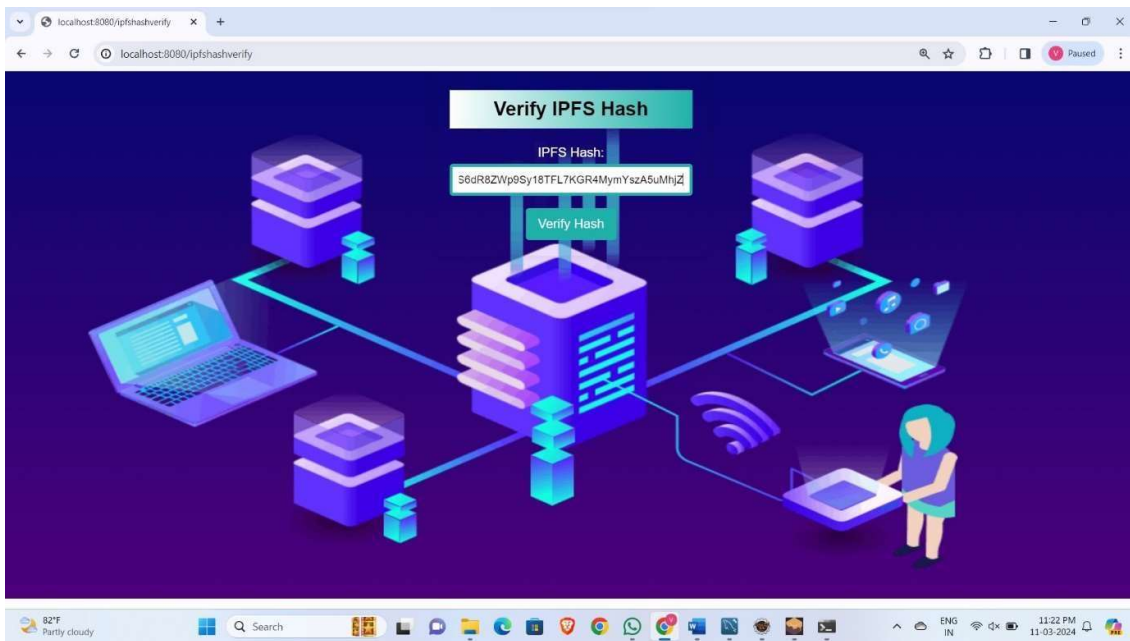 localhost:8080/ipfshashverify
localhost:8080/ipfshashverify
V Paused
Verify IPFS Hash
IPFS Hash:
S6dR8ZWp9Sy18TFL7KGR4MymYszA5uMhjZ
Verify Hash
82°F
Partly cloudy
Search
ENG
IN
11:22 PM
11-03-2024